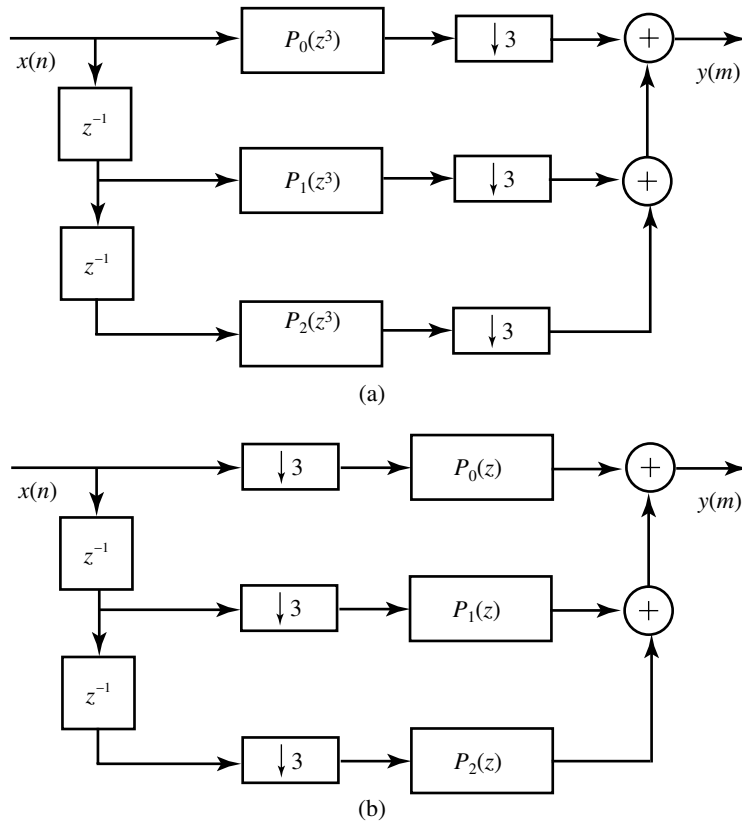 P₀(z³)
↓ 3
+
x(n)
y(m)
z⁻¹
P₁(z³)
↓ 3
+
z⁻¹
P₂(z³)
↓ 3
(a)
↓ 3
P₀(z)
+
x(n)
y(m)
z⁻¹
↓ 3
P₁(z)
+
z⁻¹
↓ 3
P₂(z)
(b)